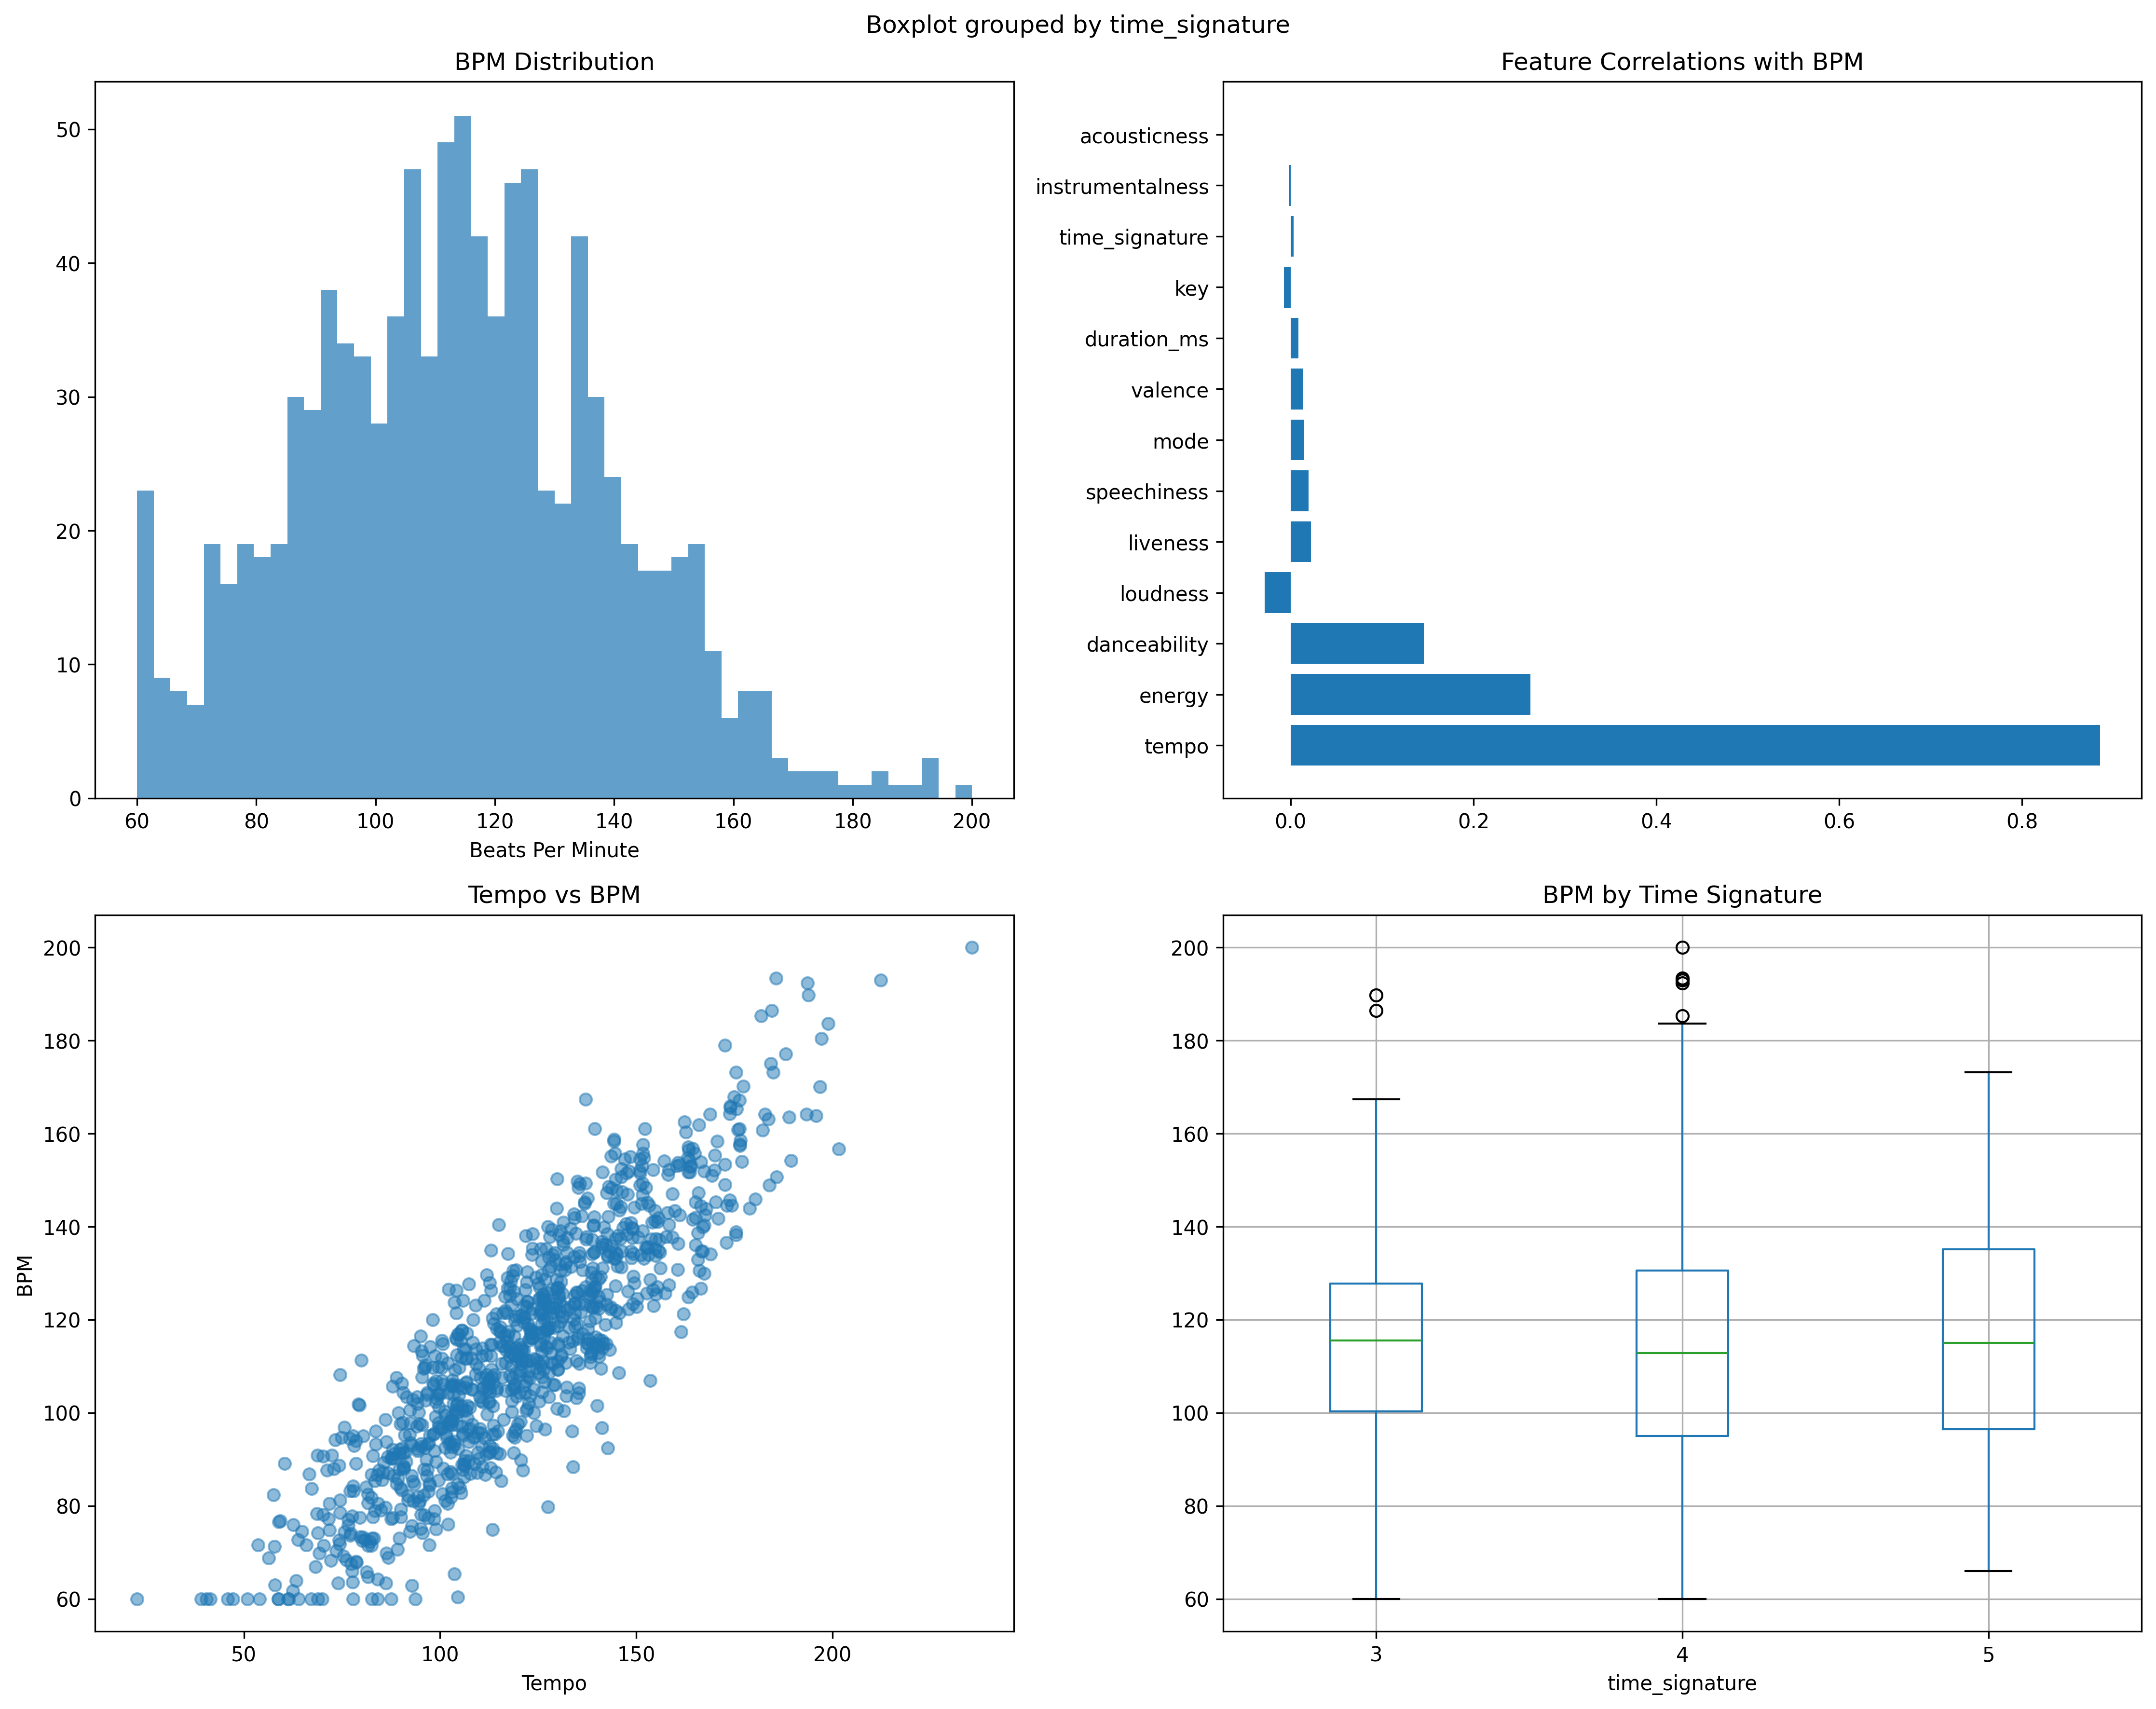 Boxplot grouped by time_signature
BPM Distribution
50
40
30
20
10
0
60 80 100 120 140 160 180 200
Beats Per Minute
Feature Correlations with BPM
acousticness
instrumentalness
time_signature
key
duration_ms
valence
mode
speechiness
liveness
loudness
danceability
energy
tempo
0.0 0.2 0.4 0.6 0.8
Tempo vs BPM
BPM
200
180
160
140
120
100
80
60
50 100 150 200
Tempo
BPM by Time Signature
200
180
160
140
120
100
80
60
3 4 5
time_signature